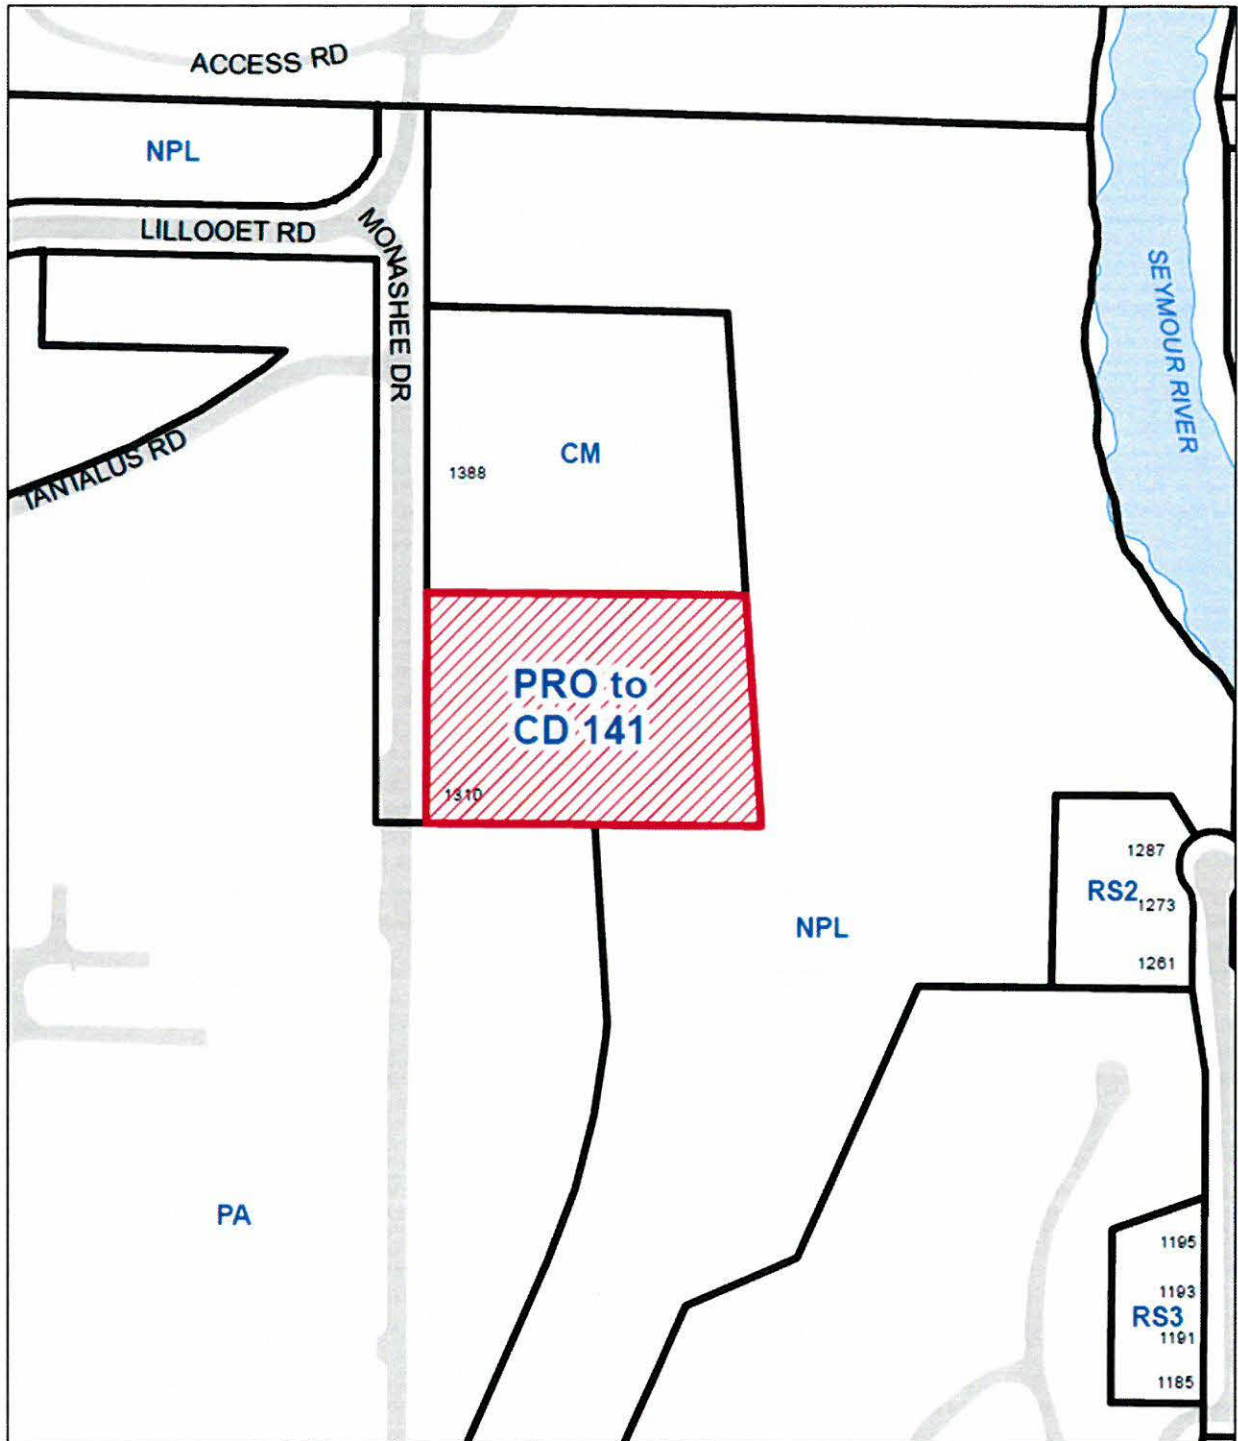 ACCESS RD
NPL
LILLOOET RD
MONASHEE DR
SEYMOUR RIVER
TANTALUS RD
1388
CM
PRO to
CD 141
1310
1287
RS2
1273
NPL
1261
PA
1195
1193
RS3
1191
1185